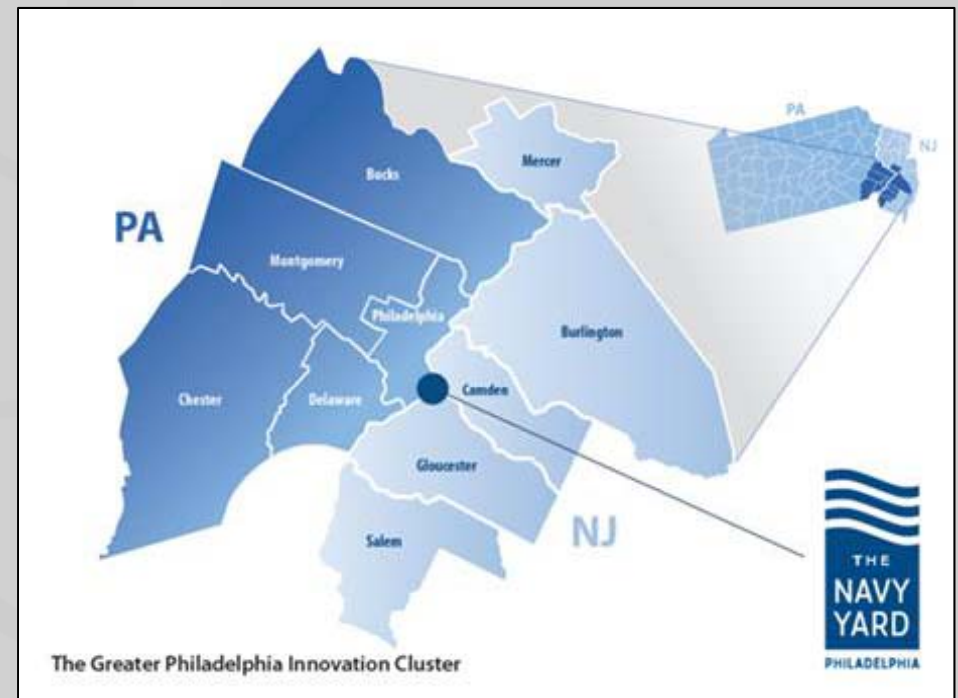 PA
NJ
Mercer
Bucks
PA
Montgomery
Philadelphia
Burlington
Chester
Delaware
Camden
Gloucester
NJ
Salem
THE
NAVY
YARD
PHILADELPHIA
The Greater Philadelphia Innovation Cluster